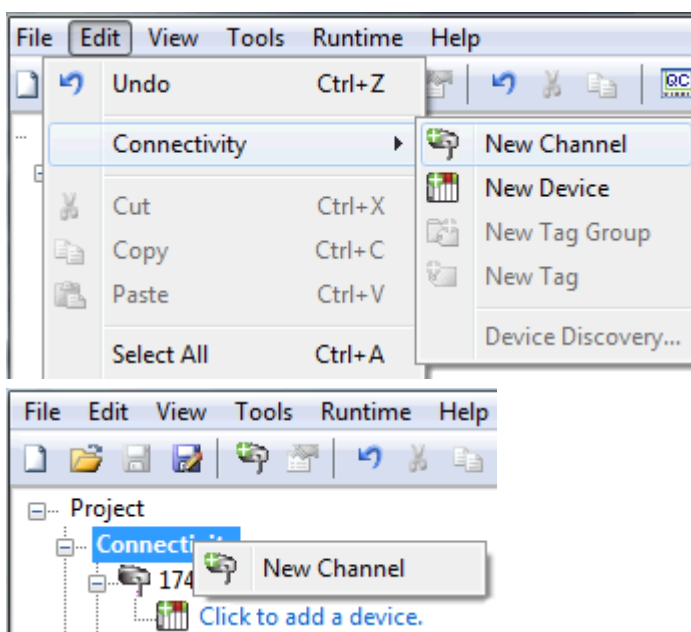 File Edit View Tools Runtime Help
Undo Ctrl+Z
Connectivity
New Channel
New Device
New Tag Group
New Tag
Device Discovery...
Cut Ctrl+X
Copy Ctrl+C
Paste Ctrl+V
Select All Ctrl+A
File Edit View Tools Runtime Help
Project
New Channel
Click to add a device.